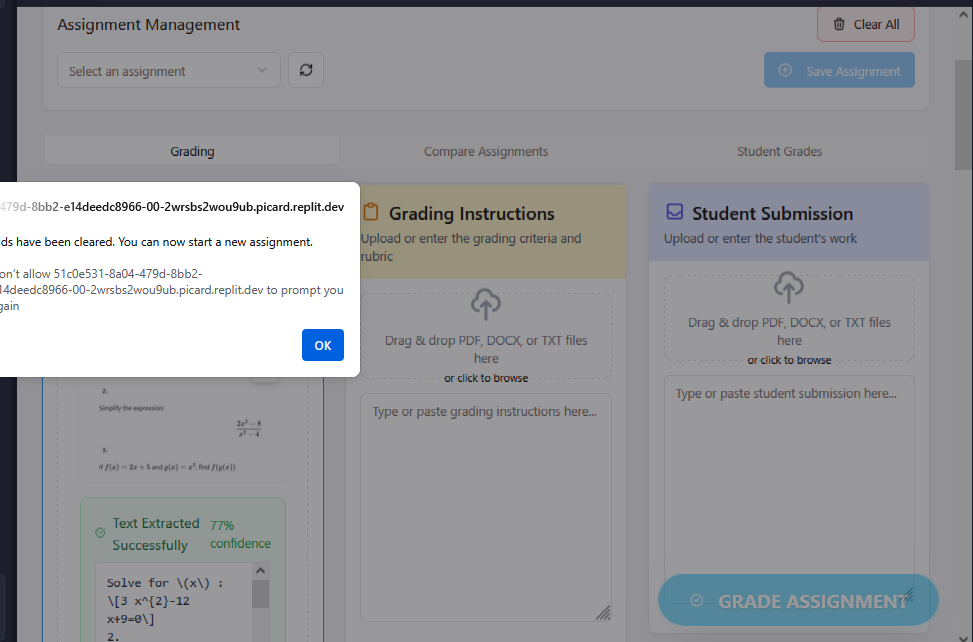 Assignment Management
Clear All
Select an assignment
Save Assignment
Grading
Compare Assignments
Student Grades
479d-8bb2-e14deedc8966-00-2wrsbs2wou9ub.picard.replit.dev
ds have been cleared. You can now start a new assignment.
on't allow 51c0e531-8a04-479d-8bb2-
14deedc8966-00-2wrsbs2wou9ub.picard.replit.dev to prompt you
gain
OK
Grading Instructions
Upload or enter the grading criteria and
rubric
Drag & drop PDF, DOCX, or TXT files
here
or click to browse
Type or paste grading instructions here...
Student Submission
Upload or enter the student's work
Drag & drop PDF, DOCX, or TXT files
here
or click to browse
Type or paste student submission here...
2.
Simplify the expression:
2x² − 8
x² − 4
3.
If f(x) = 2x + 5 and g(x) = x², find f(g(x))
Text Extracted
Successfully
77%
confidence
Solve for \(x\) :
\[3 x^{2}-12
x+9=0\]
2.
GRADE ASSIGNMENT